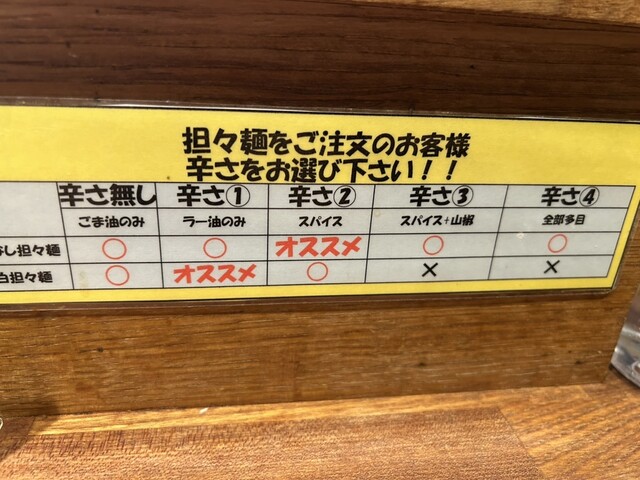 担々麺をご注文のお客様
辛さをお選び下さい！！
辛さ無し 辛さ① 辛さ② 辛さ③ 辛さ④
ごま油のみ ラー油のみ スパイス スパイス+山椒 全部多目
し担々麺 ○ ○ オススメ ○ ○
白担々麺 ○ オススメ ○ × ×